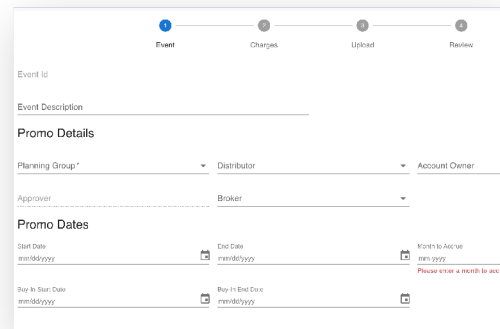 1 2 3 4
Event Charges Upload Review
Event Id
Event Description
Promo Details
Planning Group * Distributor Account Owner
Approver Broker
Promo Dates
Start Date End Date Month to Accrue
mm/dd/yyyy mm/dd/yyyy mm-yyyy
Please enter a month to acc
Buy-In Start Date Buy-In End Date
mm/dd/yyyy mm/dd/yyyy